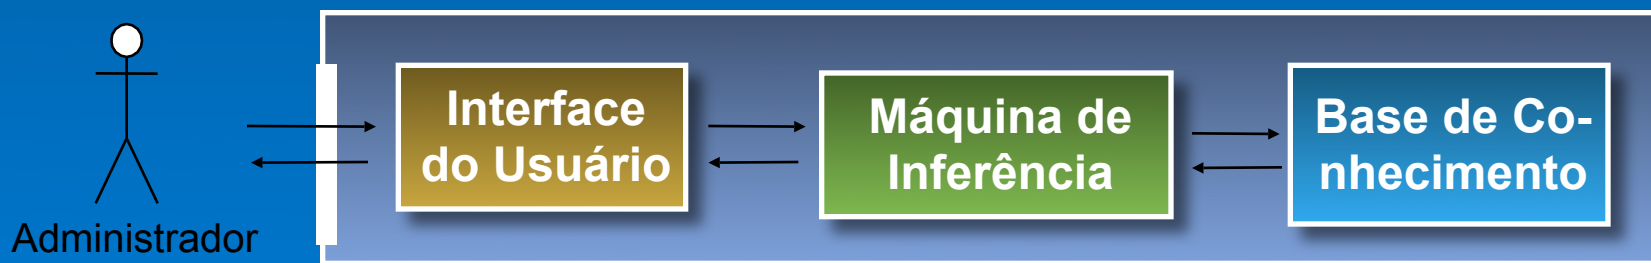 Interface
do Usuário
Máquina de
Inferência
Base de Co-
nhecimento
Administrador